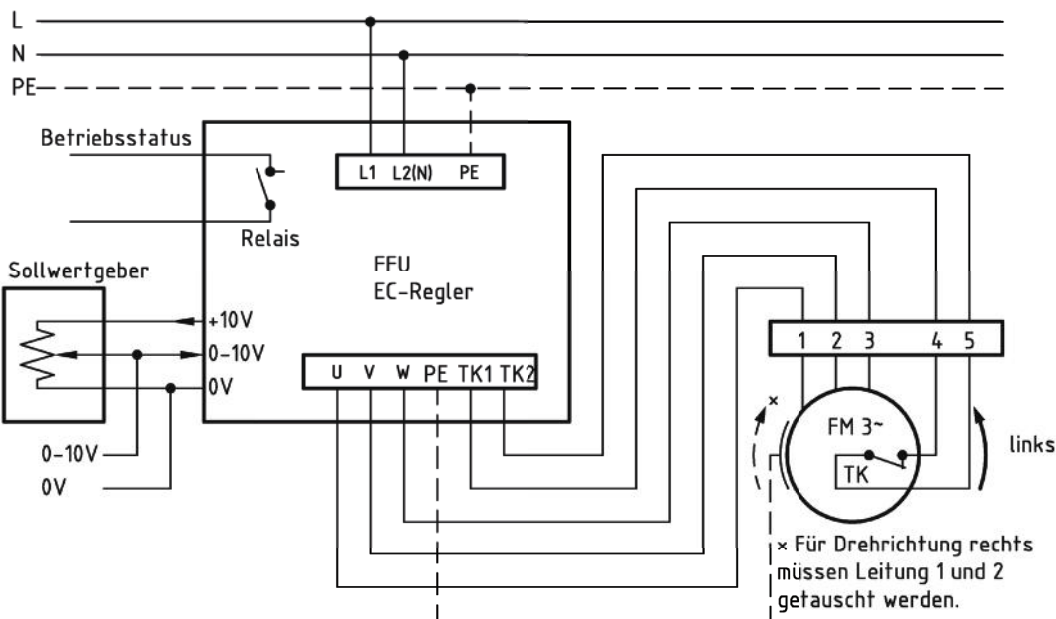 L
N
PE
Betriebsstatus
L1 L2(N) PE
Relais
FFU
EC-Regler
Sollwertgeber
+10V
0-10V
0V
U V W PE TK1 TK2
0-10V
0V
1 2 3 4 5
×
FM 3~
TK
links
× Für Drehrichtung rechts
müssen Leitung 1 und 2
getauscht werden.